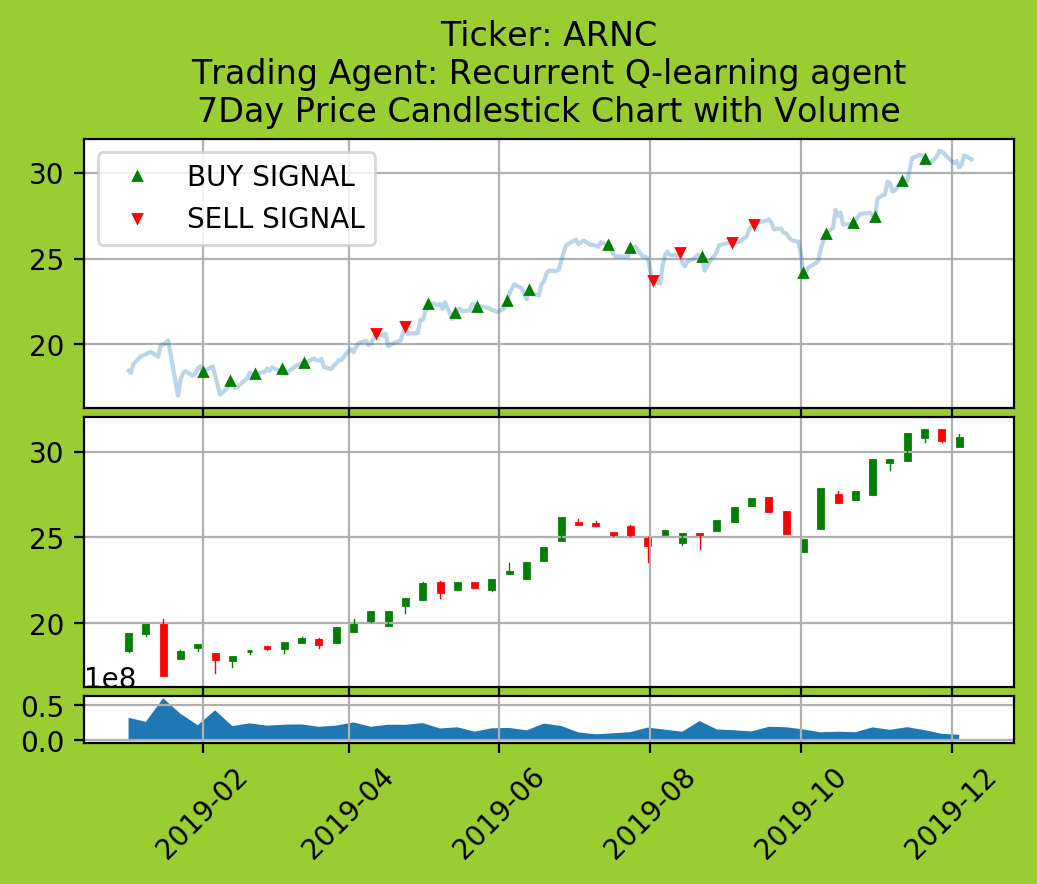 Ticker: ARNC
Trading Agent: Recurrent Q-learning agent
7Day Price Candlestick Chart with Volume
BUY SIGNAL
SELL SIGNAL
30
25
20
30
25
20
1e8
0.5
0.0
2019-02
2019-04
2019-06
2019-08
2019-10
2019-12